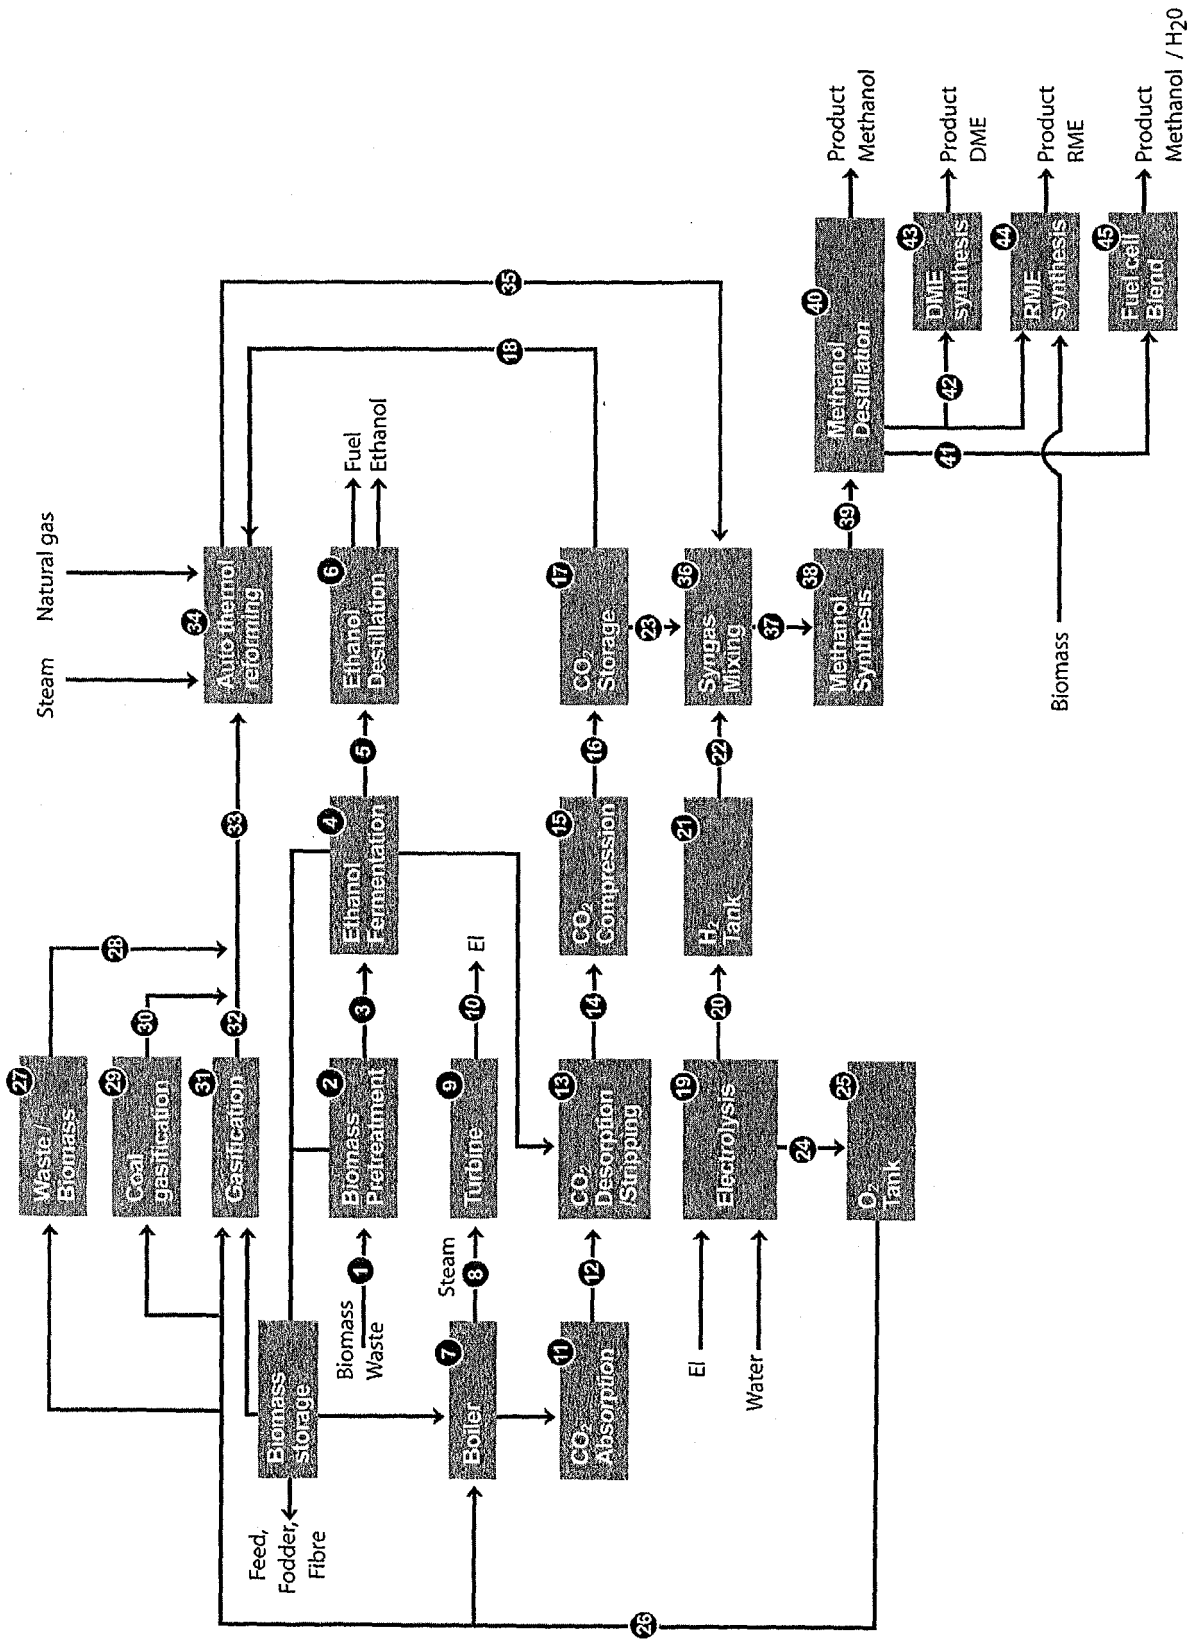 Steam
Natural gas
27
Waste /
Biomass
28
29
Coal
gasification
30
31
Gasification
32
33
34
Auto thermol
reforming
35
Biomass
storage
Feed,
Fodder,
Fibre
Biomass
Waste
1
2
Biomass
Pretreatment
3
4
Ethanol
Fermentation
5
6
Ethanol
Destillation
Fuel
Ethanol
18
7
Boiler
Steam
8
9
Turbine
10
El
11
CO2
Absorption
12
13
CO2
Desorption
/Stripping
14
15
CO2
Compression
16
17
CO2
Storage
23
El
Water
19
Electrolysis
20
21
H2
Tank
22
36
Syngas
Mixing
37
24
25
O2
Tank
26
38
Methanol
Synthesis
39
40
Methanol
Destillation
Product
Methanol
41
42
43
DME
synthesis
Product
DME
44
RME
synthesis
Product
RME
Biomass
45
Fuel cell
Blend
Product
Methanol / H20